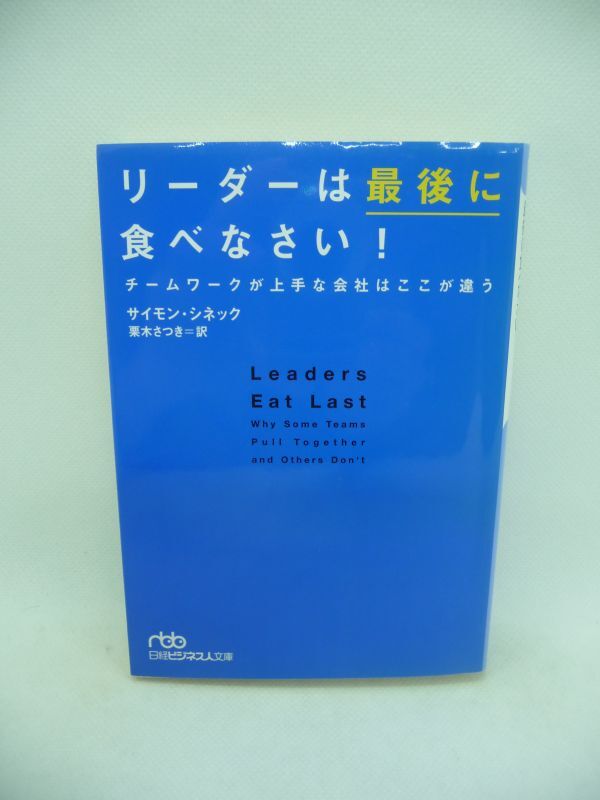 リーダーは最後に
食べなさい！
チームワークが上手な会社はここが違う
サイモン・シネック
栗木さつき＝訳
Leaders
Eat Last
Why Some Teams
Pull Together
and Others Don't
nbb
日経ビジネス人文庫